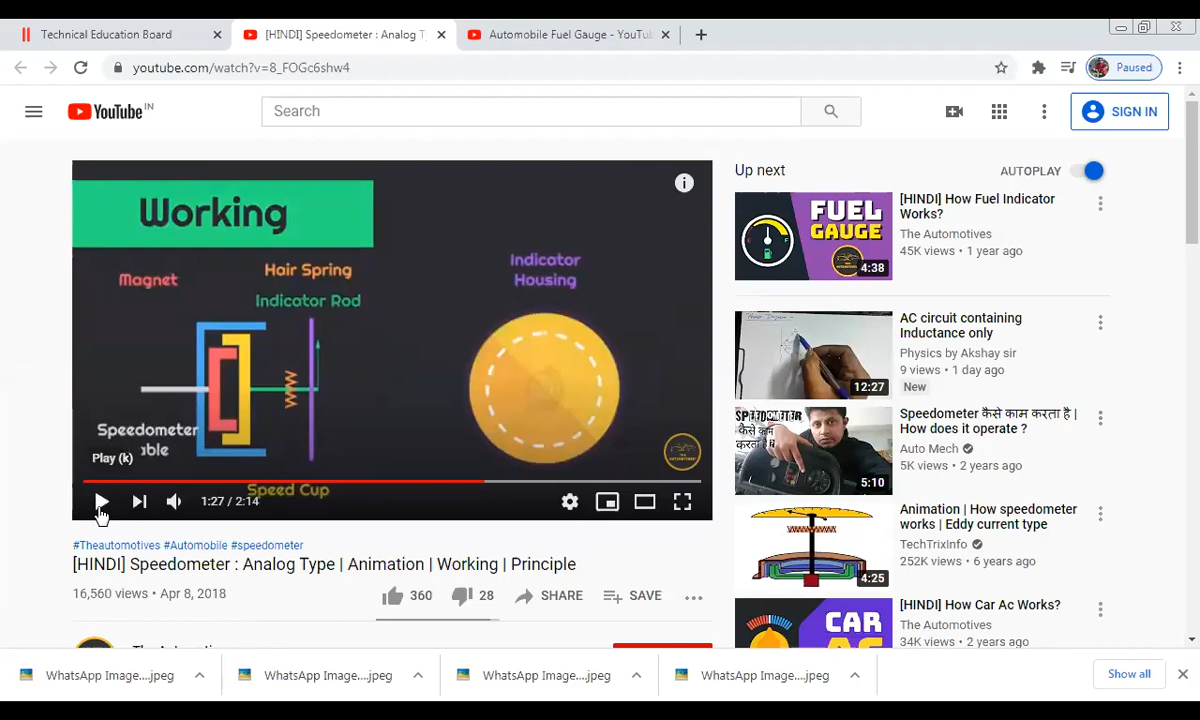 Technical Education Board
[HINDI] Speedometer : Analog T
Automobile Fuel Gauge - YouTu
youtube.com/watch?v=8_FOGc6shw4
Paused
YouTube IN
Search
SIGN IN
Working
Magnet
Hair Spring
Indicator Rod
Indicator
Housing
Speedometer
able
Play (k)
Speed Cup
1:27 / 2:14
#Theautomotives #Automobile #speedometer
[HINDI] Speedometer : Analog Type | Animation | Working | Principle
16,560 views • Apr 8, 2018
360
28
SHARE
SAVE
Up next
AUTOPLAY
FUEL
GAUGE
4:38
[HINDI] How Fuel Indicator
Works?
The Automotives
45K views • 1 year ago
12:27
AC circuit containing
Inductance only
Physics by Akshay sir
9 views • 1 day ago
New
SPEEDOMETER
कैसे काम
करता है
5:10
Speedometer कैसे काम करता है |
How does it operate ?
Auto Mech
5K views • 2 years ago
4:25
Animation | How speedometer
works | Eddy current type
TechTrixInfo
252K views • 6 years ago
CAR
[HINDI] How Car Ac Works?
The Automotives
34K views • 2 years ago
WhatsApp Image....jpeg
WhatsApp Image....jpeg
WhatsApp Image....jpeg
WhatsApp Image....jpeg
Show all